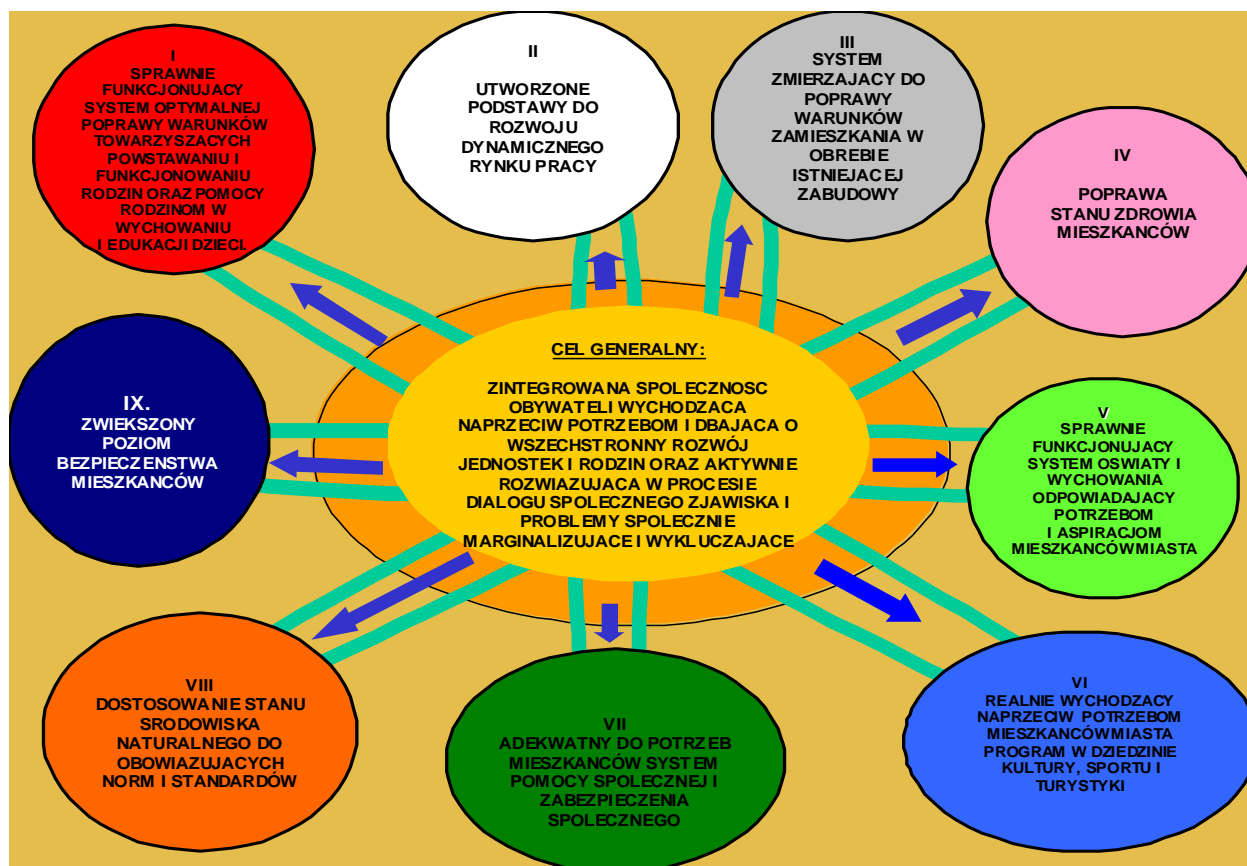 I
SPRAWNIE
FUNKCJONUJACY
SYSTEM OPTYMALNEJ
POPRAWY WARUNKÓW
TOWARZYSZACYCH
POWSTAWANIU I
FUNKCJONOWANIU
RODZIN ORAZ POMOCY
RODZINOM W
WYCHOWANIU
I EDUKACJI DZIECI.
II
UTWORZONE
PODSTAWY DO
ROZWOJU
DYNAMICZNEGO
RYNKU PRACY
III
SYSTEM
ZMIERZAJACY DO
POPRAWY
WARUNKÓW
ZAMIESZKANIA W
OBREBIE
ISTNIEJACEJ
ZABUDOWY
IV
POPRAWA
STANU ZDROWIA
MIESZKANCÓW
CEL GENERALNY:
ZINTEGROWANA SPOLECZNOSC
OBYWATELI WYCHODZACA
NAPRZECIW POTRZEBOM I DBAJACA O
WSZECHSTRONNY ROZWÓJ
JEDNOSTEK I RODZIN ORAZ AKTYWNIE
ROZWIAZUJACA W PROCESIE
DIALOGU SPOLECZNEGO ZJAWISKA I
PROBLEMY SPOLECZNIE
MARGINALIZUJACE I WYKLUCZAJACE
V
SPRAWNIE
FUNKCJONUJACY
SYSTEM OSWIATY I
WYCHOWANIA
ODPOWIADAJACY
POTRZEBOM
I ASPIRACJOM
MIESZKANCÓW MIASTA
VI
REALNIE WYCHODZACY
NAPRZECIW POTRZEBOM
MIESZKANCÓW MIASTA
PROGRAM W DZIEDZINIE
KULTURY, SPORTU I
TURYSTYKI
VII
ADEKWATNY DO POTRZEB
MIESZKANCÓW SYSTEM
POMOCY SPOLECZNEJ I
ZABEZPIECZENIA
SPOLECZNEGO
VIII
DOSTOSOWANIE STANU
SRODOWISKA
NATURALNEGO DO
OBOWIAZUJACYCH
NORM I STANDARDÓW
IX.
ZWIEKSZONY
POZIOM
BEZPIECZENSTWA
MIESZKANCÓW